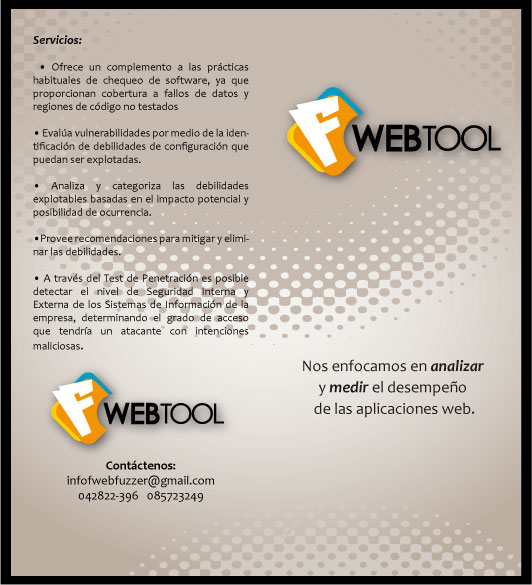 Servicios:
• Ofrece un complemento a las prácticas
habituales de chequeo de software, ya que
proporcionan cobertura a fallos de datos y
regiones de código no testados
• Evalúa vulnerabilidades por medio de la iden-
tificación de debilidades de configuración que
puedan ser explotadas.
• Analiza y categoriza las debilidades
explotables basadas en el impacto potencial y
posibilidad de ocurrencia.
•Provee recomendaciones para mitigar y elimi-
nar las debilidades.
• A través del Test de Penetración es posible
detectar el nivel de Seguridad Interna y
Externa de los Sistemas de Información de la
empresa, determinando el grado de acceso
que tendría un atacante con intenciones
maliciosas.
F WEBTOOL
Contáctenos:
infofwebfuzzer@gmail.com
042822-396 085723249
F WEBTOOL
Nos enfocamos en analizar
y medir el desempeño
de las aplicaciones web.